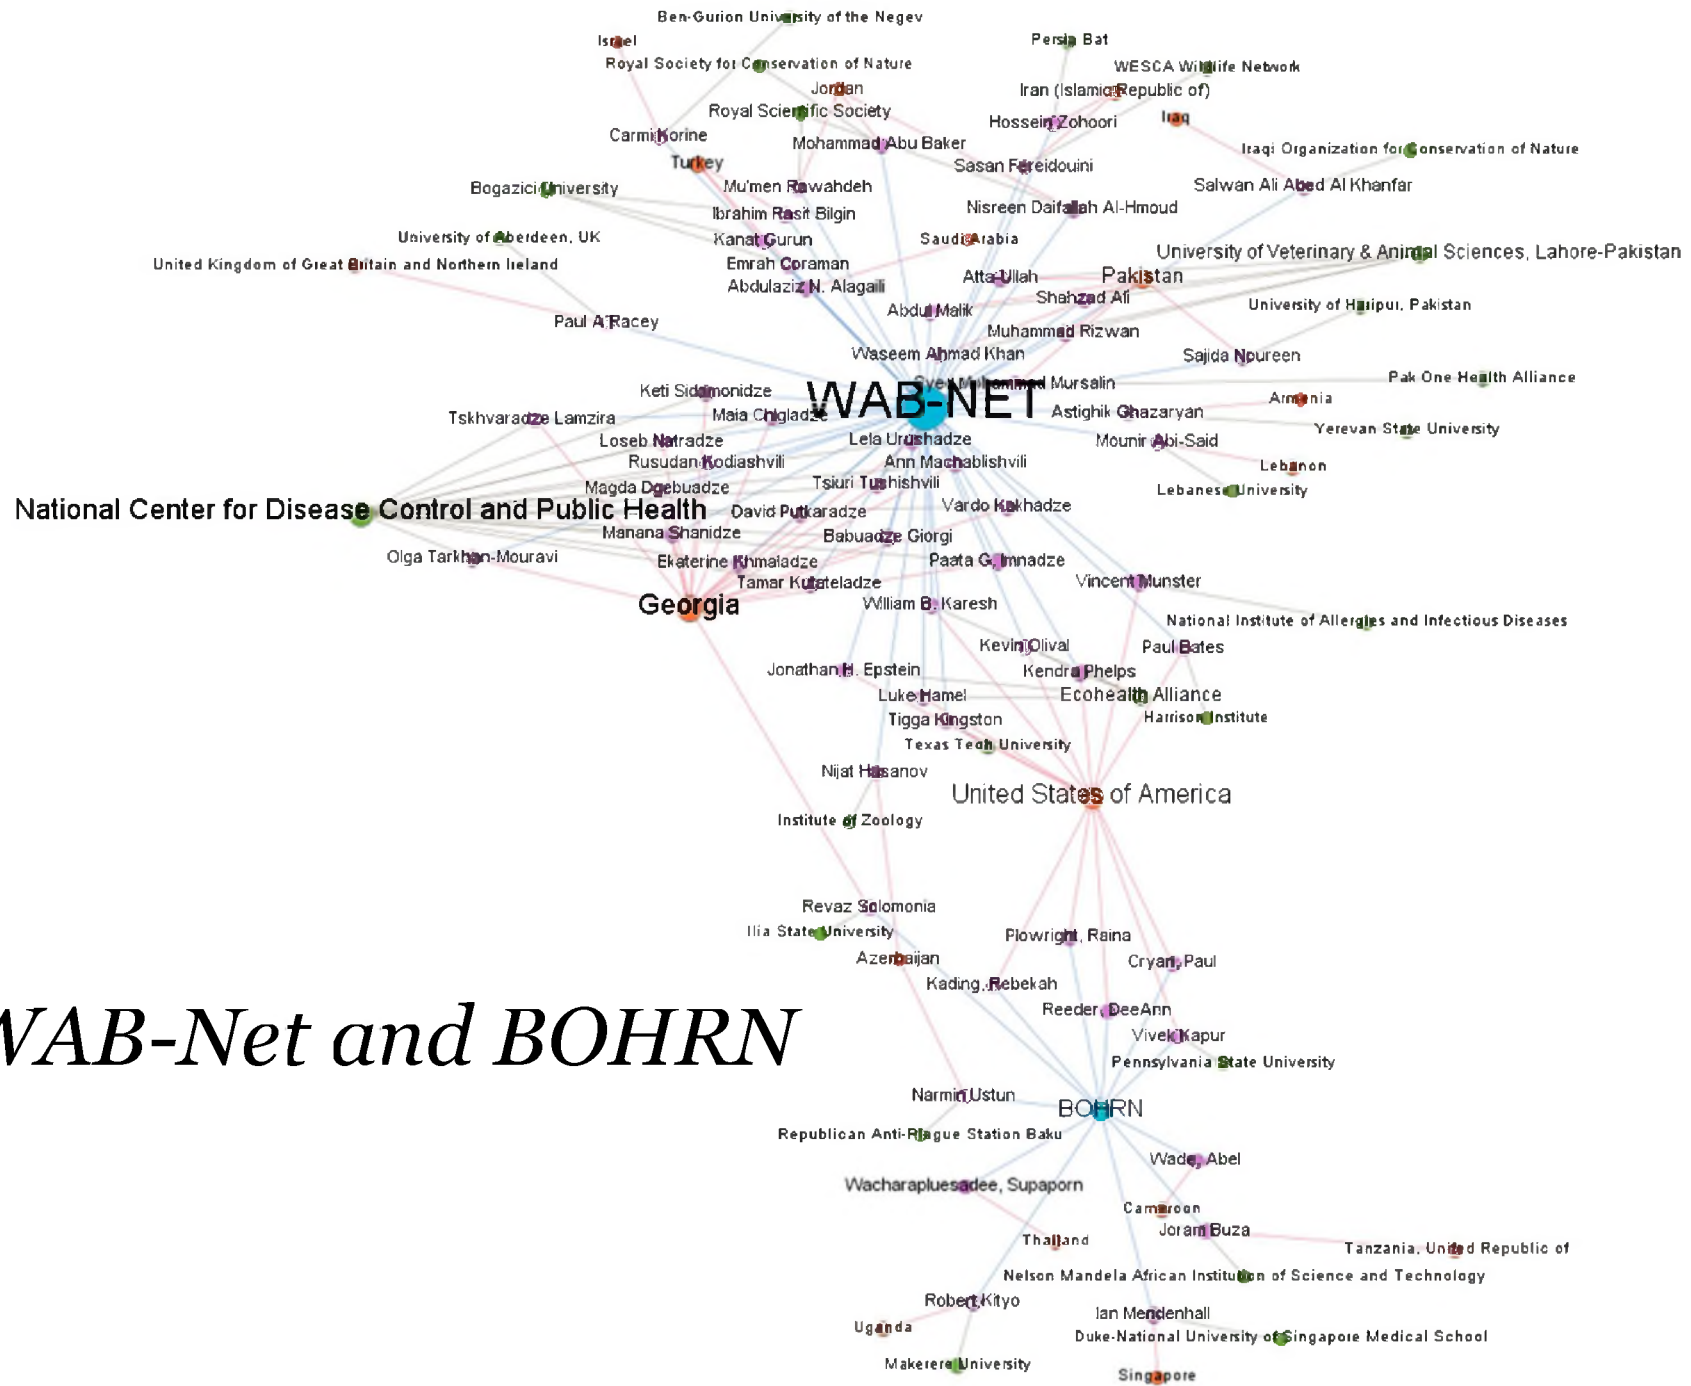 Ben-Gurion University of the Negev
Israel
Persia Bat
Royal Society for Conservation of Nature
WESCA Wildlife Network
Jordan
Iran (Islamic Republic of)
Royal Scientific Society
Hossein Zohoori
Iraq
Carmi Korine
Mohammad Abu Baker
Iraqi Organization for Conservation of Nature
Turkey
Sasan Fereidouini
Bogazici University
Mu'men Rawahdeh
Salwan Ali Abed Al Khanfar
Ibrahim Rasit Bilgin
Nisreen Daifallah Al-Hmoud
University of Aberdeen, UK
Kanat Gurun
Saudi Arabia
University of Veterinary & Animal Sciences, Lahore-Pakistan
United Kingdom of Great Britain and Northern Ireland
Emrah Coraman
Atta Ullah
Pakistan
Abdulaziz N. Alagaili
Shahzad Ali
Abdul Malik
University of Haripur, Pakistan
Paul A Racey
Muhammad Rizwan
Waseem Ahmad Khan
Sajida Noureen
Syed Mohammad Mursalin
Pak One Health Alliance
Keti Sidamonidze
WAB-NET
Armenia
Tskhvaradze Lamzira
Maia Chigladze
Astighik Ghazaryan
Yerevan State University
Loseb Natradze
Lela Urushadze
Mounir Abi-Said
Rusudan Kodiashvili
Ann Machablishvili
Lebanon
Magda Dgebuadze
Tsiuri Tushishvili
Lebanese University
National Center for Disease Control and Public Health
David Putkaradze
Vardo Kakhadze
Manana Shanidze
Babuadze Giorgi
Olga Tarkhan-Mouravi
Ekaterine Khmaladze
Paata G. Imnadze
Tamar Kutateladze
Vincent Munster
Georgia
William B. Karesh
National Institute of Allergies and Infectious Diseases
Kevin Olival
Paul Bates
Jonathan H. Epstein
Kendra Phelps
Luke Hamel
Ecohealth Alliance
Tigga Kingston
Harrison Institute
Texas Tech University
Nijat Hasanov
United States of America
Institute of Zoology
Revaz Solomonia
Ilia State University
Plowright, Raina
Azerbaijan
Cryan, Paul
Kading, Rebekah
Reeder, DeeAnn
WAB-Net and BOHRN
Vivek Kapur
Pennsylvania State University
Narmin Ustun
BOHRN
Republican Anti-Plague Station Baku
Wade, Abel
Wacharapluesadee, Supaporn
Cameroon
Joram Buza
Thailand
Tanzania, United Republic of
Nelson Mandela African Institution of Science and Technology
Robert Kityo
Ian Mendenhall
Uganda
Duke-National University of Singapore Medical School
Makerere University
Singapore